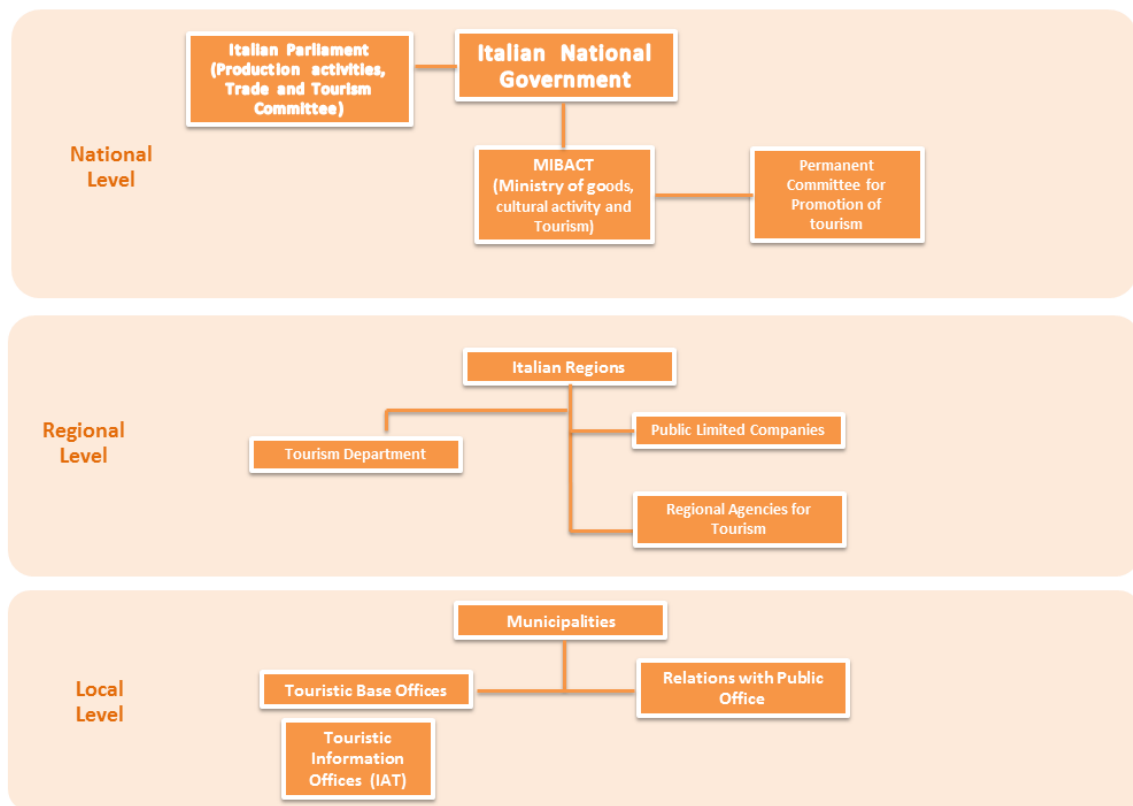 Italian Parliament
(Production activities,
Trade and Tourism
Committee)
Italian National
Government
National
Level
MIBACT
(Ministry of goods,
cultural activity and
Tourism)
Permanent
Committee for
Promotion of
tourism
Italian Regions
Regional
Level
Public Limited Companies
Tourism Department
Regional Agencies for
Tourism
Municipalities
Local
Level
Touristic Base Offices
Relations with Public
Office
Touristic
Information
Offices (IAT)